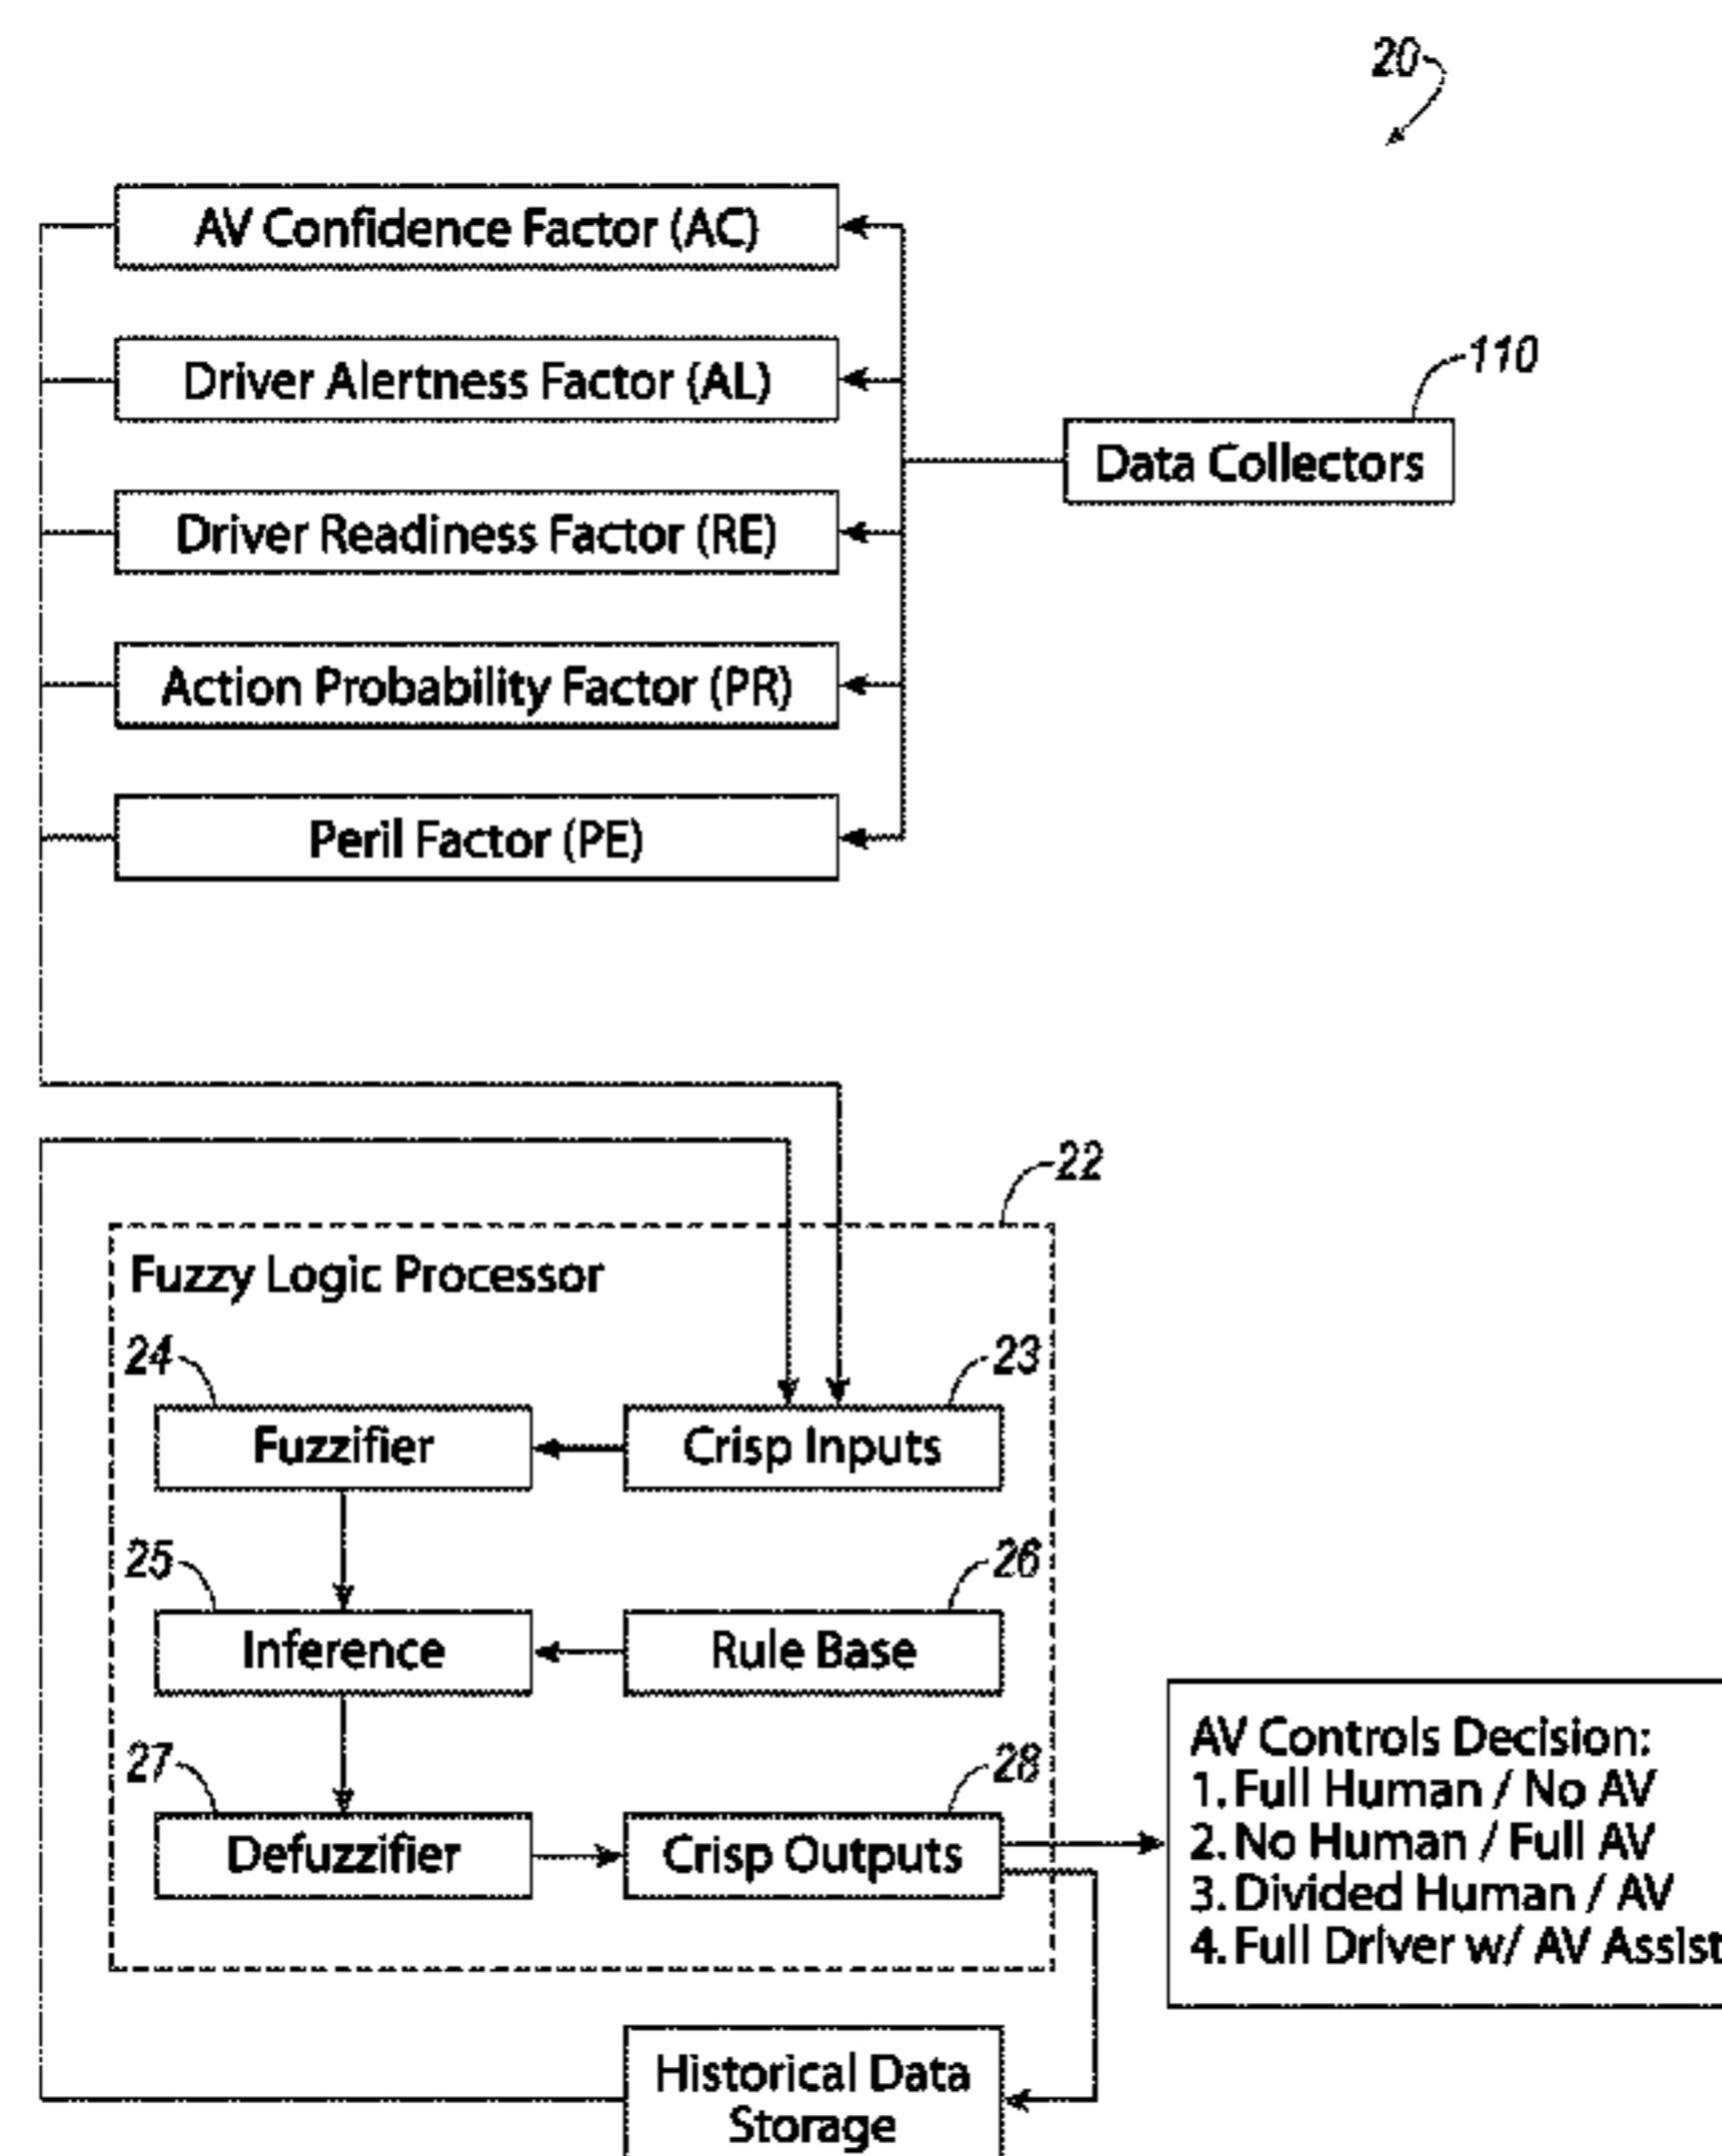 20
AV Confidence Factor (AC)
Driver Alertness Factor (AL)
110
Data Collectors
Driver Readiness Factor (RE)
Action Probability Factor (PR)
Peril Factor (PE)
22
Fuzzy Logic Processor
24
23
Fuzzifier
Crisp Inputs
25
26
Inference
Rule Base
27
28
Defuzzifier
Crisp Outputs
AV Controls Decision:
1. Full Human / No AV
2. No Human / Full AV
3. Divided Human / AV
4. Full Driver w/ AV Assist
Historical Data
Storage